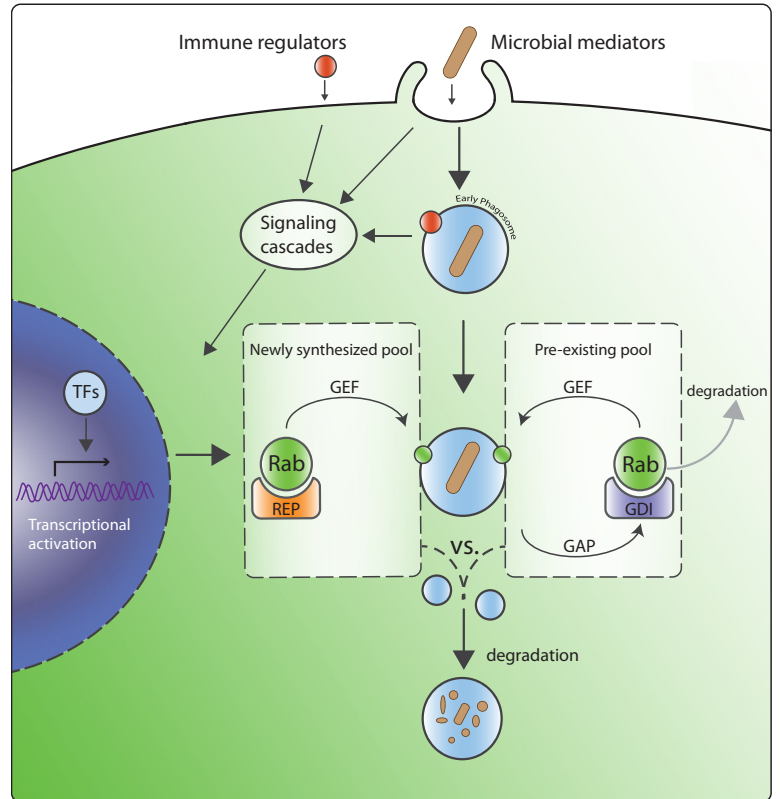 Immune regulators
Microbial mediators
Early Phagosome
Signaling
cascades
Newly synthesized pool
Pre-existing pool
GEF
GEF
degradation
TFs
Rab
REP
Rab
GDI
Transcriptional
activation
vs.
GAP
degradation